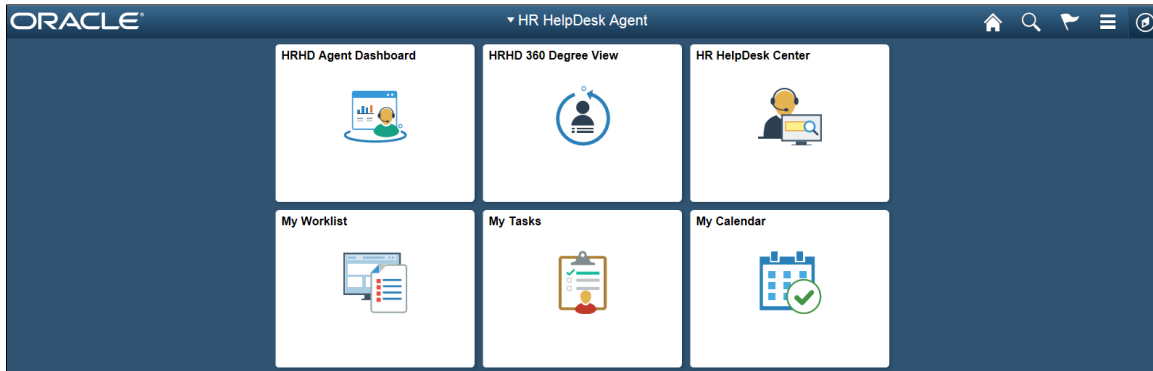 ORACLE®
HR HelpDesk Agent
HRHD Agent Dashboard
HRHD 360 Degree View
HR HelpDesk Center
My Worklist
My Tasks
My Calendar